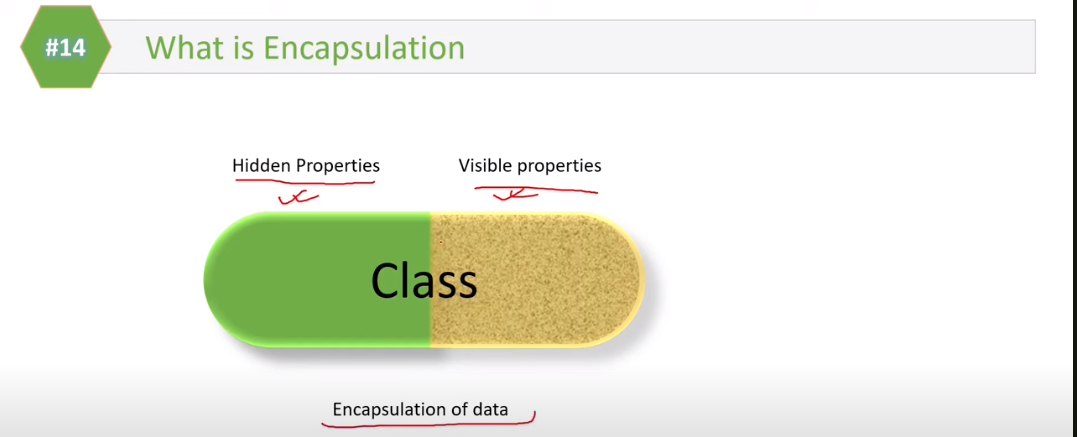 #14
What is Encapsulation
Hidden Properties
Visible properties
Class
Encapsulation of data